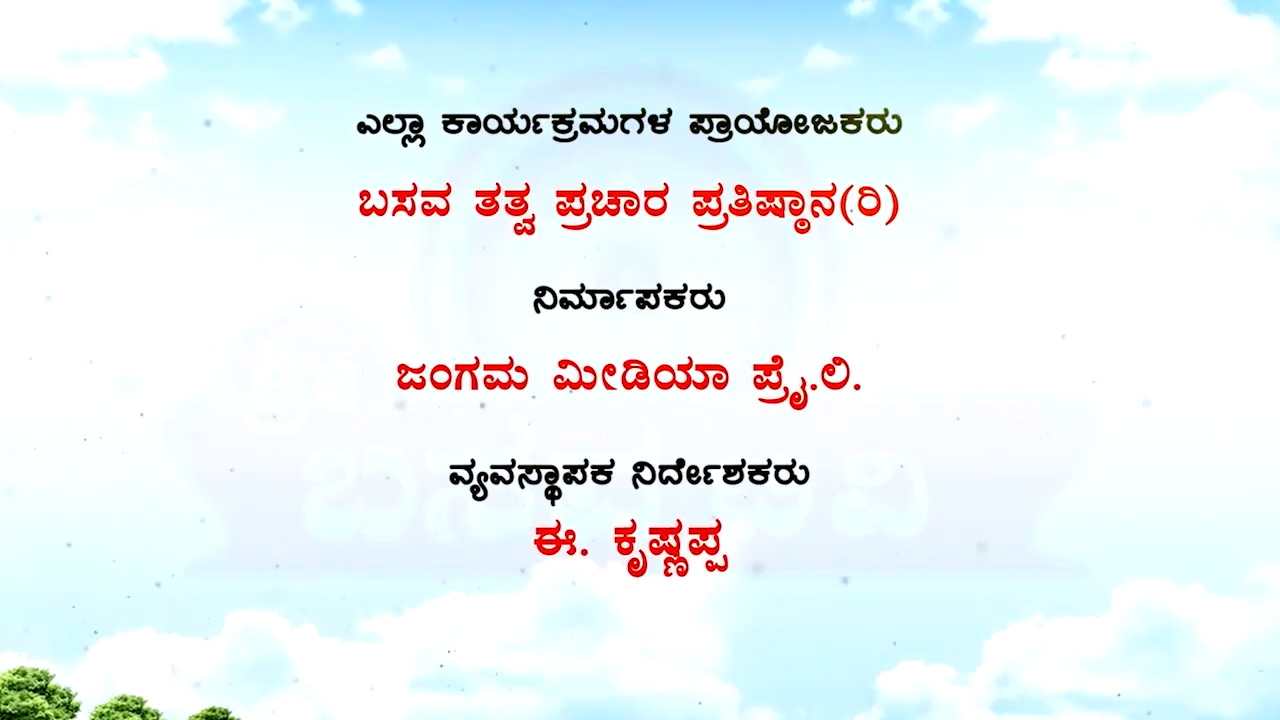 ಎಲ್ಲಾ ಕಾರ್ಯಕ್ರಮಗಳ ಪ್ರಾಯೋಜಕರು
ಬಸವ ತತ್ವ ಪ್ರಚಾರ ಪ್ರತಿಷ್ಠಾನ(ರಿ)
ನಿರ್ಮಾಪಕರು
ಜಂಗಮ ಮೀಡಿಯಾ ಪ್ರೈ.ಲಿ.
ವ್ಯವಸ್ಥಾಪಕ ನಿರ್ದೇಶಕರು
ಈ. ಕೃಷ್ಣಪ್ಪ